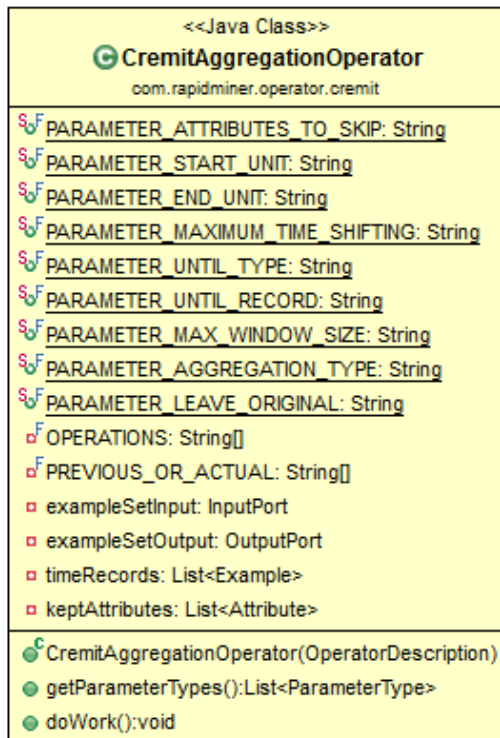 <<Java Class>>
CremitAggregationOperator
com.rapidminer.operator.cremit
S F PARAMETER_ATTRIBUTES_TO_SKIP: String
S F PARAMETER_START_UNIT: String
S F PARAMETER_END_UNIT: String
S F PARAMETER_MAXIMUM_TIME_SHIFTING: String
S F PARAMETER_UNTIL_TYPE: String
S F PARAMETER_UNTIL_RECORD: String
S F PARAMETER_MAX_WINDOW_SIZE: String
S F PARAMETER_AGGREGATION_TYPE: String
S F PARAMETER_LEAVE_ORIGINAL: String
F OPERATIONS: String[]
F PREVIOUS_OR_ACTUAL: String[]
exampleSetInput: InputPort
exampleSetOutput: OutputPort
timeRecords: List<Example>
keptAttributes: List<Attribute>
C CremitAggregationOperator(OperatorDescription)
getParameterTypes():List<ParameterType>
doWork():void